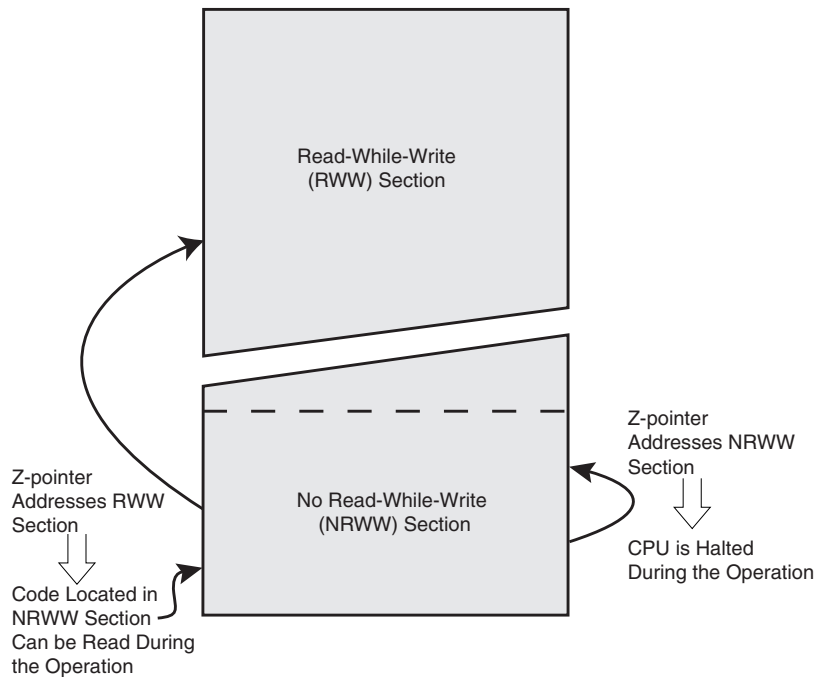 Read-While-Write
(RWW) Section
Z-pointer
Addresses NRWW
Section
Z-pointer
Addresses RWW
Section
No Read-While-Write
(NRWW) Section
CPU is Halted
During the Operation
Code Located in
NRWW Section
Can be Read During
the Operation